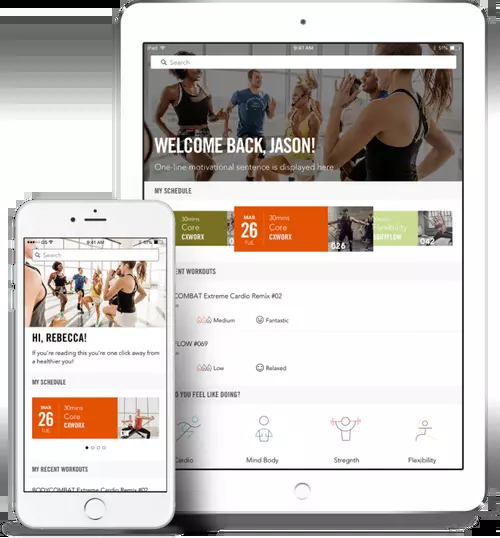 iPad
9:41 AM
51%
Search
WELCOME BACK, JASON!
One-line motivational sentence is displayed here
MY SCHEDULE
30mins
Core
CXWORX
MAR
26
TUE
30mins
Core
CXWORX
026
042
RECENT WORKOUTS
COMBAT Extreme Cardio Remix #02
Medium
Fantastic
FLOW #069
Low
Relaxed
DO YOU FEEL LIKE DOING?
Cardio
Mind Body
Stregnth
Flexibility
9:41 AM
51%
Search
HI, REBECCA!
If you're reading this you're one click away from
a healthier you!
MY SCHEDULE
MAR
26
TUE
30mins
Core
CXWORX
MY RECENT WORKOUTS
BODYCOMBAT Extreme Cardio Remix #02